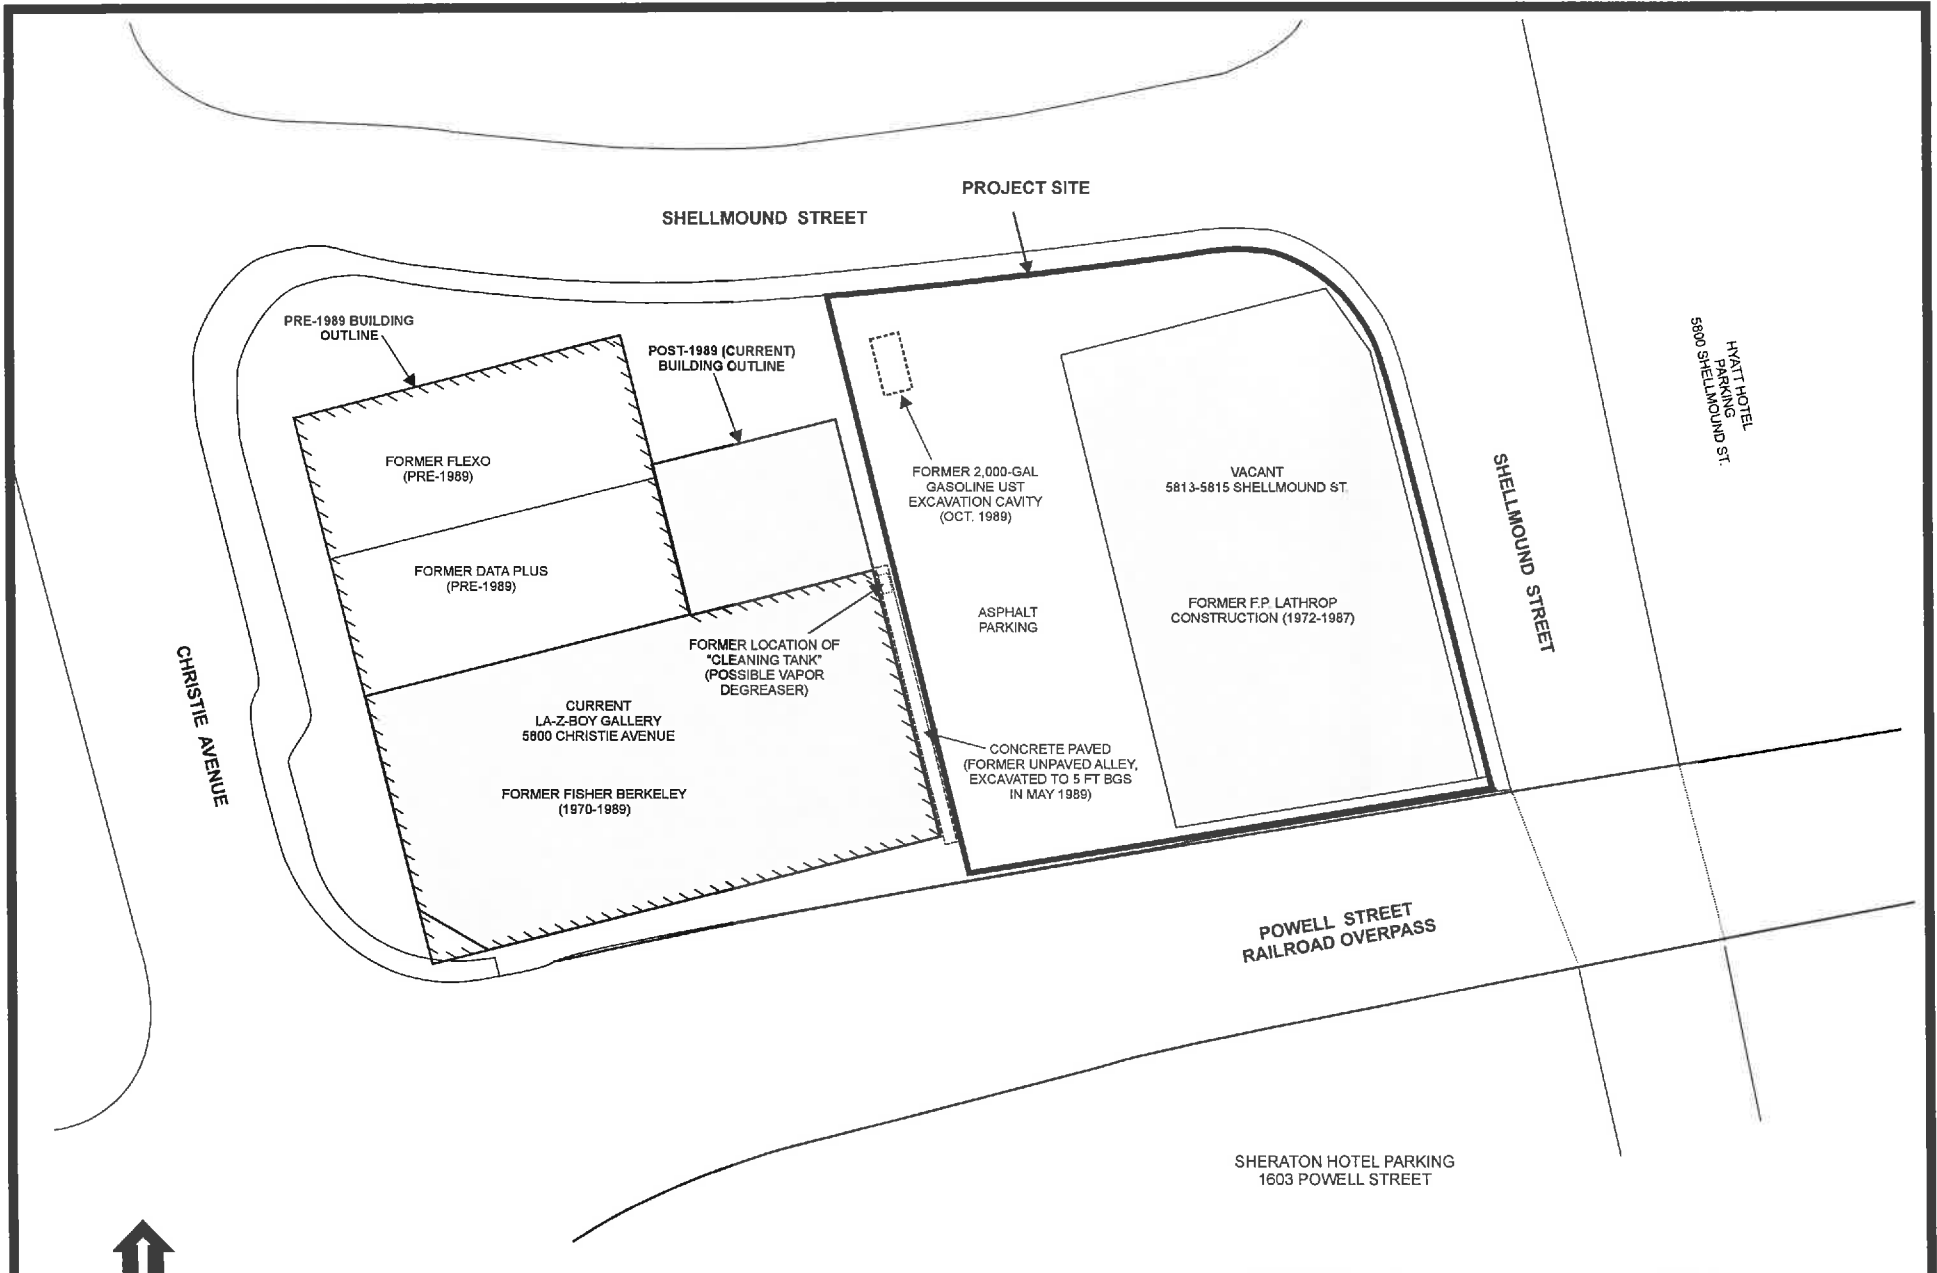 PROJECT SITE
SHELLMOUND STREET
PRE-1989 BUILDING
OUTLINE
POST-1989 (CURRENT)
BUILDING OUTLINE
HYATT HOTEL
PARKING
5800 SHELLMOUND ST.
FORMER FLEXO
(PRE-1989)
FORMER 2,000-GAL
GASOLINE UST
EXCAVATION CAVITY
(OCT. 1989)
VACANT
5813-5815 SHELLMOUND ST.
SHELLMOUND STREET
FORMER DATA PLUS
(PRE-1989)
ASPHALT
PARKING
FORMER F.P. LATHROP
CONSTRUCTION (1972-1987)
FORMER LOCATION OF
"CLEANING TANK"
(POSSIBLE VAPOR
DEGREASER)
CHRISTIE AVENUE
CURRENT
LA-Z-BOY GALLERY
5800 CHRISTIE AVENUE
CONCRETE PAVED
(FORMER UNPAVED ALLEY,
EXCAVATED TO 5 FT BGS
IN MAY 1989)
FORMER FISHER BERKELEY
(1970-1989)
POWELL STREET
RAILROAD OVERPASS
SHERATON HOTEL PARKING
1603 POWELL STREET